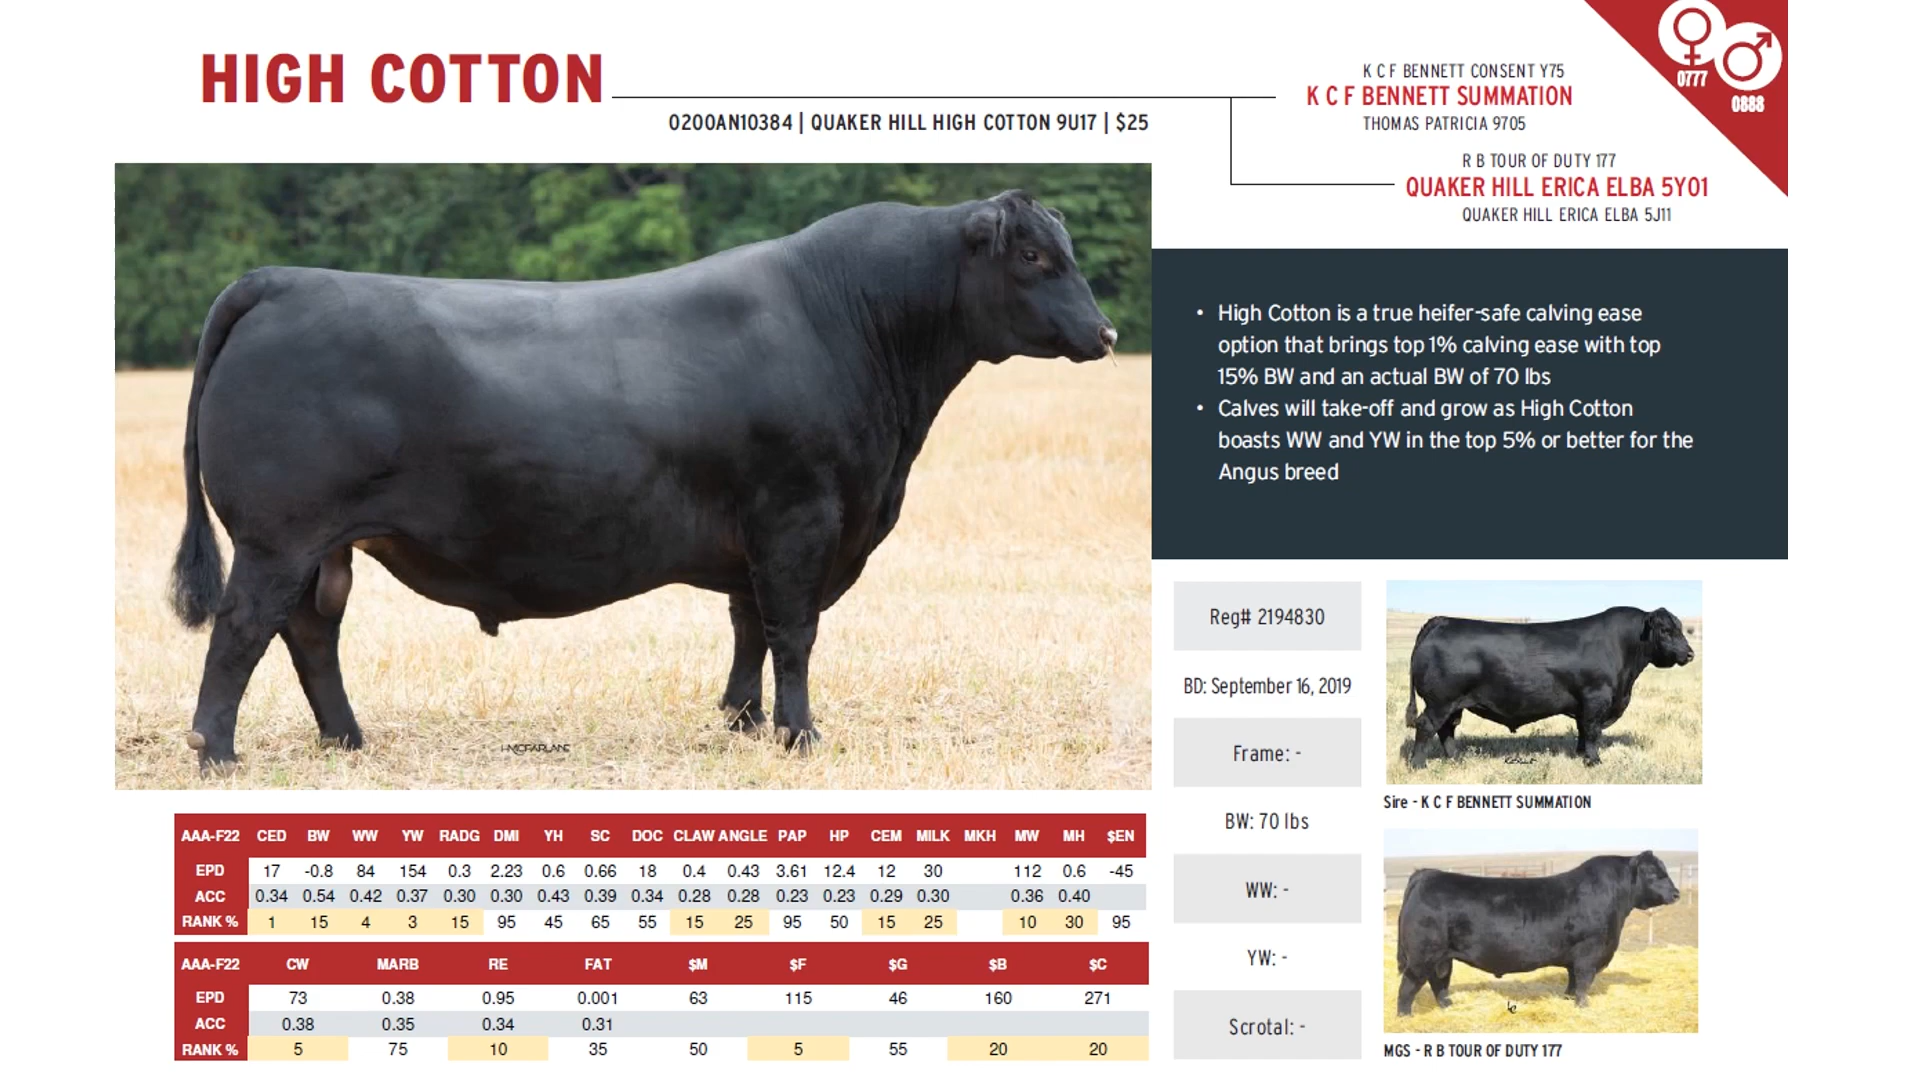 HIGH COTTON
0200AN10384 | QUAKER HILL HIGH COTTON 9U17 | $25
K C F BENNETT CONSENT Y75
K C F BENNETT SUMMATION
THOMAS PATRICIA 9705
R B TOUR OF DUTY 177
QUAKER HILL ERICA ELBA 5Y01
QUAKER HILL ERICA ELBA 5J11
0777
0888
• High Cotton is a true heifer-safe calving ease
option that brings top 1% calving ease with top
15% BW and an actual BW of 70 lbs
• Calves will take-off and grow as High Cotton
boasts WW and YW in the top 5% or better for the
Angus breed
H-MCFARLANE
Reg# 2194830
BD: September 16, 2019
Frame: -
BW: 70 lbs
WW: -
YW: -
Scrotal: -
Sire - K C F BENNETT SUMMATION
MGS - R B TOUR OF DUTY 177
AAA-F22 CED BW WW YW RADG DMI YH SC DOC CLAW ANGLE PAP HP CEM MILK MKH MW MH $EN
EPD 17 -0.8 84 154 0.3 2.23 0.6 0.66 18 0.4 0.43 3.61 12.4 12 30 112 0.6 -45
ACC 0.34 0.54 0.42 0.37 0.30 0.30 0.43 0.39 0.34 0.28 0.28 0.23 0.23 0.29 0.30 0.36 0.40
RANK % 1 15 4 3 15 95 45 65 55 15 25 95 50 15 25 10 30 95
AAA-F22 CW MARB RE FAT $M $F $G $B $C
EPD 73 0.38 0.95 0.001 63 115 46 160 271
ACC 0.38 0.35 0.34 0.31
RANK % 5 75 10 35 50 5 55 20 20